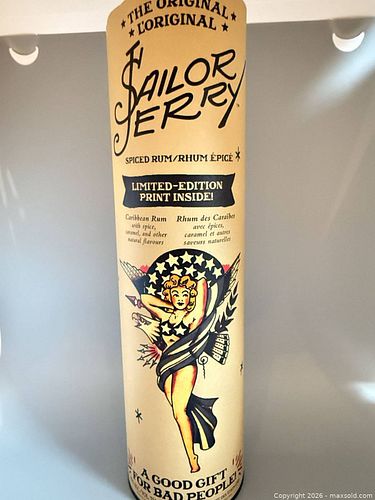 ★ THE ORIGINAL ★
★ L'ORIGINAL ★
SAILOR
JERRY
SPICED RUM/RHUM ÉPICÉ
LIMITED-EDITION
PRINT INSIDE!
Caribbean Rum
with spice,
caramel, and other
natural flavours
Rhum des Caraïbes
avec épices,
caramel et autres
saveurs naturelles
A GOOD GIFT
FOR BAD PEOPLE!
Copyright 2026 - maxsold.com